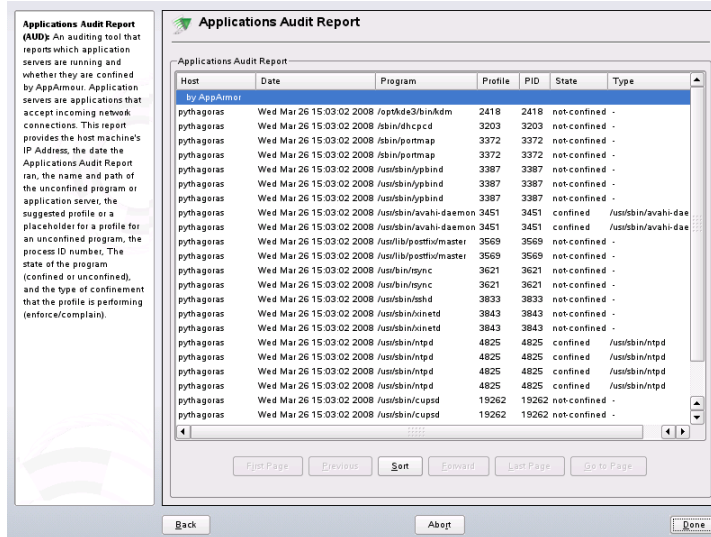 Applications Audit Report
(AUD): An auditing tool that
reports which application
servers are running and
whether they are confined
by AppArmour. Application
servers are applications that
accept incoming network
connections. This report
provides the host machine's
IP Address, the date the
Applications Audit Report
ran, the name and path of
the unconfined program or
application server, the
suggested profile or a
placeholder for a profile for
an unconfined program, the
process ID number, The
state of the program
(confined or unconfined),
and the type of confinement
that the profile is performing
(enforce/complain).
Applications Audit Report
Applications Audit Report
Host Date Program Profile PID State Type
by AppArmor
pythagoras Wed Mar 26 15:03:02 2008 /opt/kde3/bin/kdm 2418 2418 not-confined -
pythagoras Wed Mar 26 15:03:02 2008 /sbin/dhcpcd 3203 3203 not-confined -
pythagoras Wed Mar 26 15:03:02 2008 /sbin/portmap 3372 3372 not-confined -
pythagoras Wed Mar 26 15:03:02 2008 /sbin/portmap 3372 3372 not-confined -
pythagoras Wed Mar 26 15:03:02 2008 /usr/sbin/ypbind 3387 3387 not-confined -
pythagoras Wed Mar 26 15:03:02 2008 /usr/sbin/ypbind 3387 3387 not-confined -
pythagoras Wed Mar 26 15:03:02 2008 /usr/sbin/ypbind 3387 3387 not-confined -
pythagoras Wed Mar 26 15:03:02 2008 /usr/sbin/avahi-daemon 3451 3451 confined /usr/sbin/avahi-dae
pythagoras Wed Mar 26 15:03:02 2008 /usr/sbin/avahi-daemon 3451 3451 confined /usr/sbin/avahi-dae
pythagoras Wed Mar 26 15:03:02 2008 /usr/lib/postfix/master 3569 3569 not-confined -
pythagoras Wed Mar 26 15:03:02 2008 /usr/lib/postfix/master 3569 3569 not-confined -
pythagoras Wed Mar 26 15:03:02 2008 /usr/bin/rsync 3621 3621 not-confined -
pythagoras Wed Mar 26 15:03:02 2008 /usr/bin/rsync 3621 3621 not-confined -
pythagoras Wed Mar 26 15:03:02 2008 /usr/sbin/sshd 3833 3833 not-confined -
pythagoras Wed Mar 26 15:03:02 2008 /usr/sbin/xinetd 3843 3843 not-confined -
pythagoras Wed Mar 26 15:03:02 2008 /usr/sbin/xinetd 3843 3843 not-confined -
pythagoras Wed Mar 26 15:03:02 2008 /usr/sbin/ntpd 4825 4825 confined /usr/sbin/ntpd
pythagoras Wed Mar 26 15:03:02 2008 /usr/sbin/ntpd 4825 4825 confined /usr/sbin/ntpd
pythagoras Wed Mar 26 15:03:02 2008 /usr/sbin/ntpd 4825 4825 confined /usr/sbin/ntpd
pythagoras Wed Mar 26 15:03:02 2008 /usr/sbin/ntpd 4825 4825 confined /usr/sbin/ntpd
pythagoras Wed Mar 26 15:03:02 2008 /usr/sbin/cupsd 19262 19262 not-confined -
pythagoras Wed Mar 26 15:03:02 2008 /usr/sbin/cupsd 19262 19262 not-confined -
First Page Previous Sort Forward Last Page Go to Page
Back Abort Done